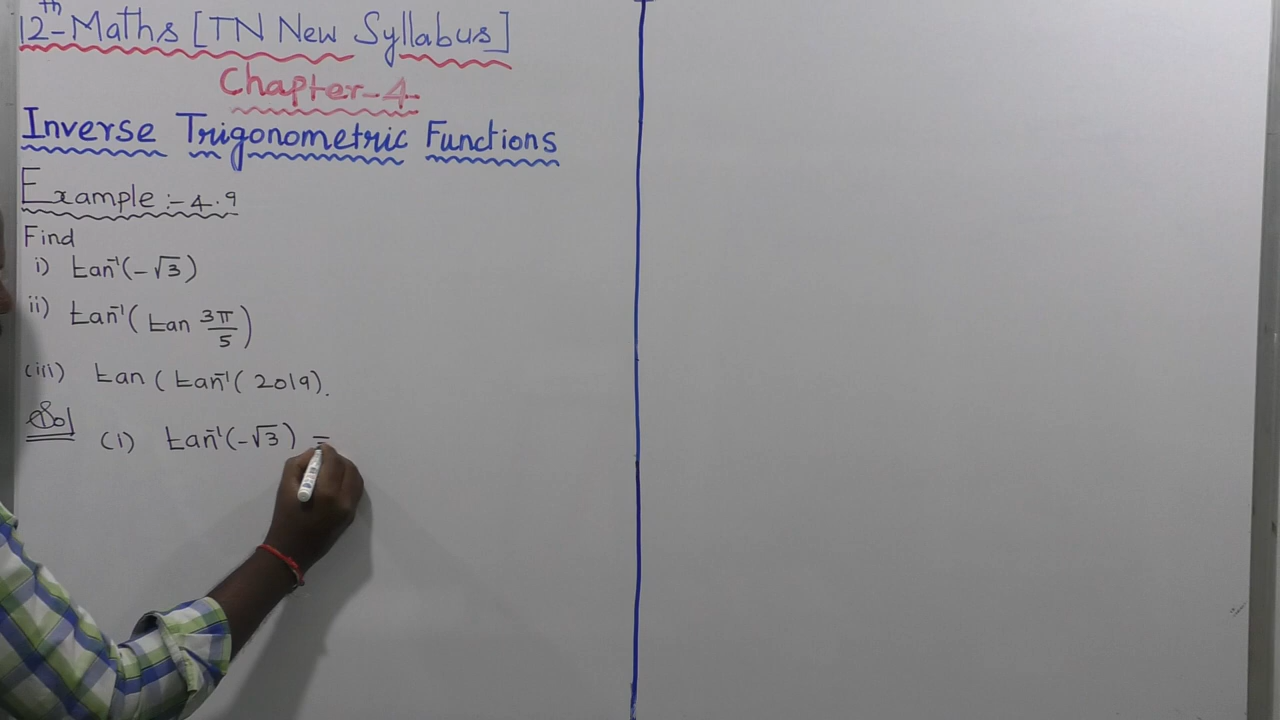 12th-Maths [TN New Syllabus]
Chapter-4
Inverse Trigonometric Functions
Example :- 4.9
Find
i) tan⁻¹(-√3)
ii) tan⁻¹(tan 3π/5)
(iii) tan (tan⁻¹(2019).
Sol (i) tan⁻¹(-√3) =